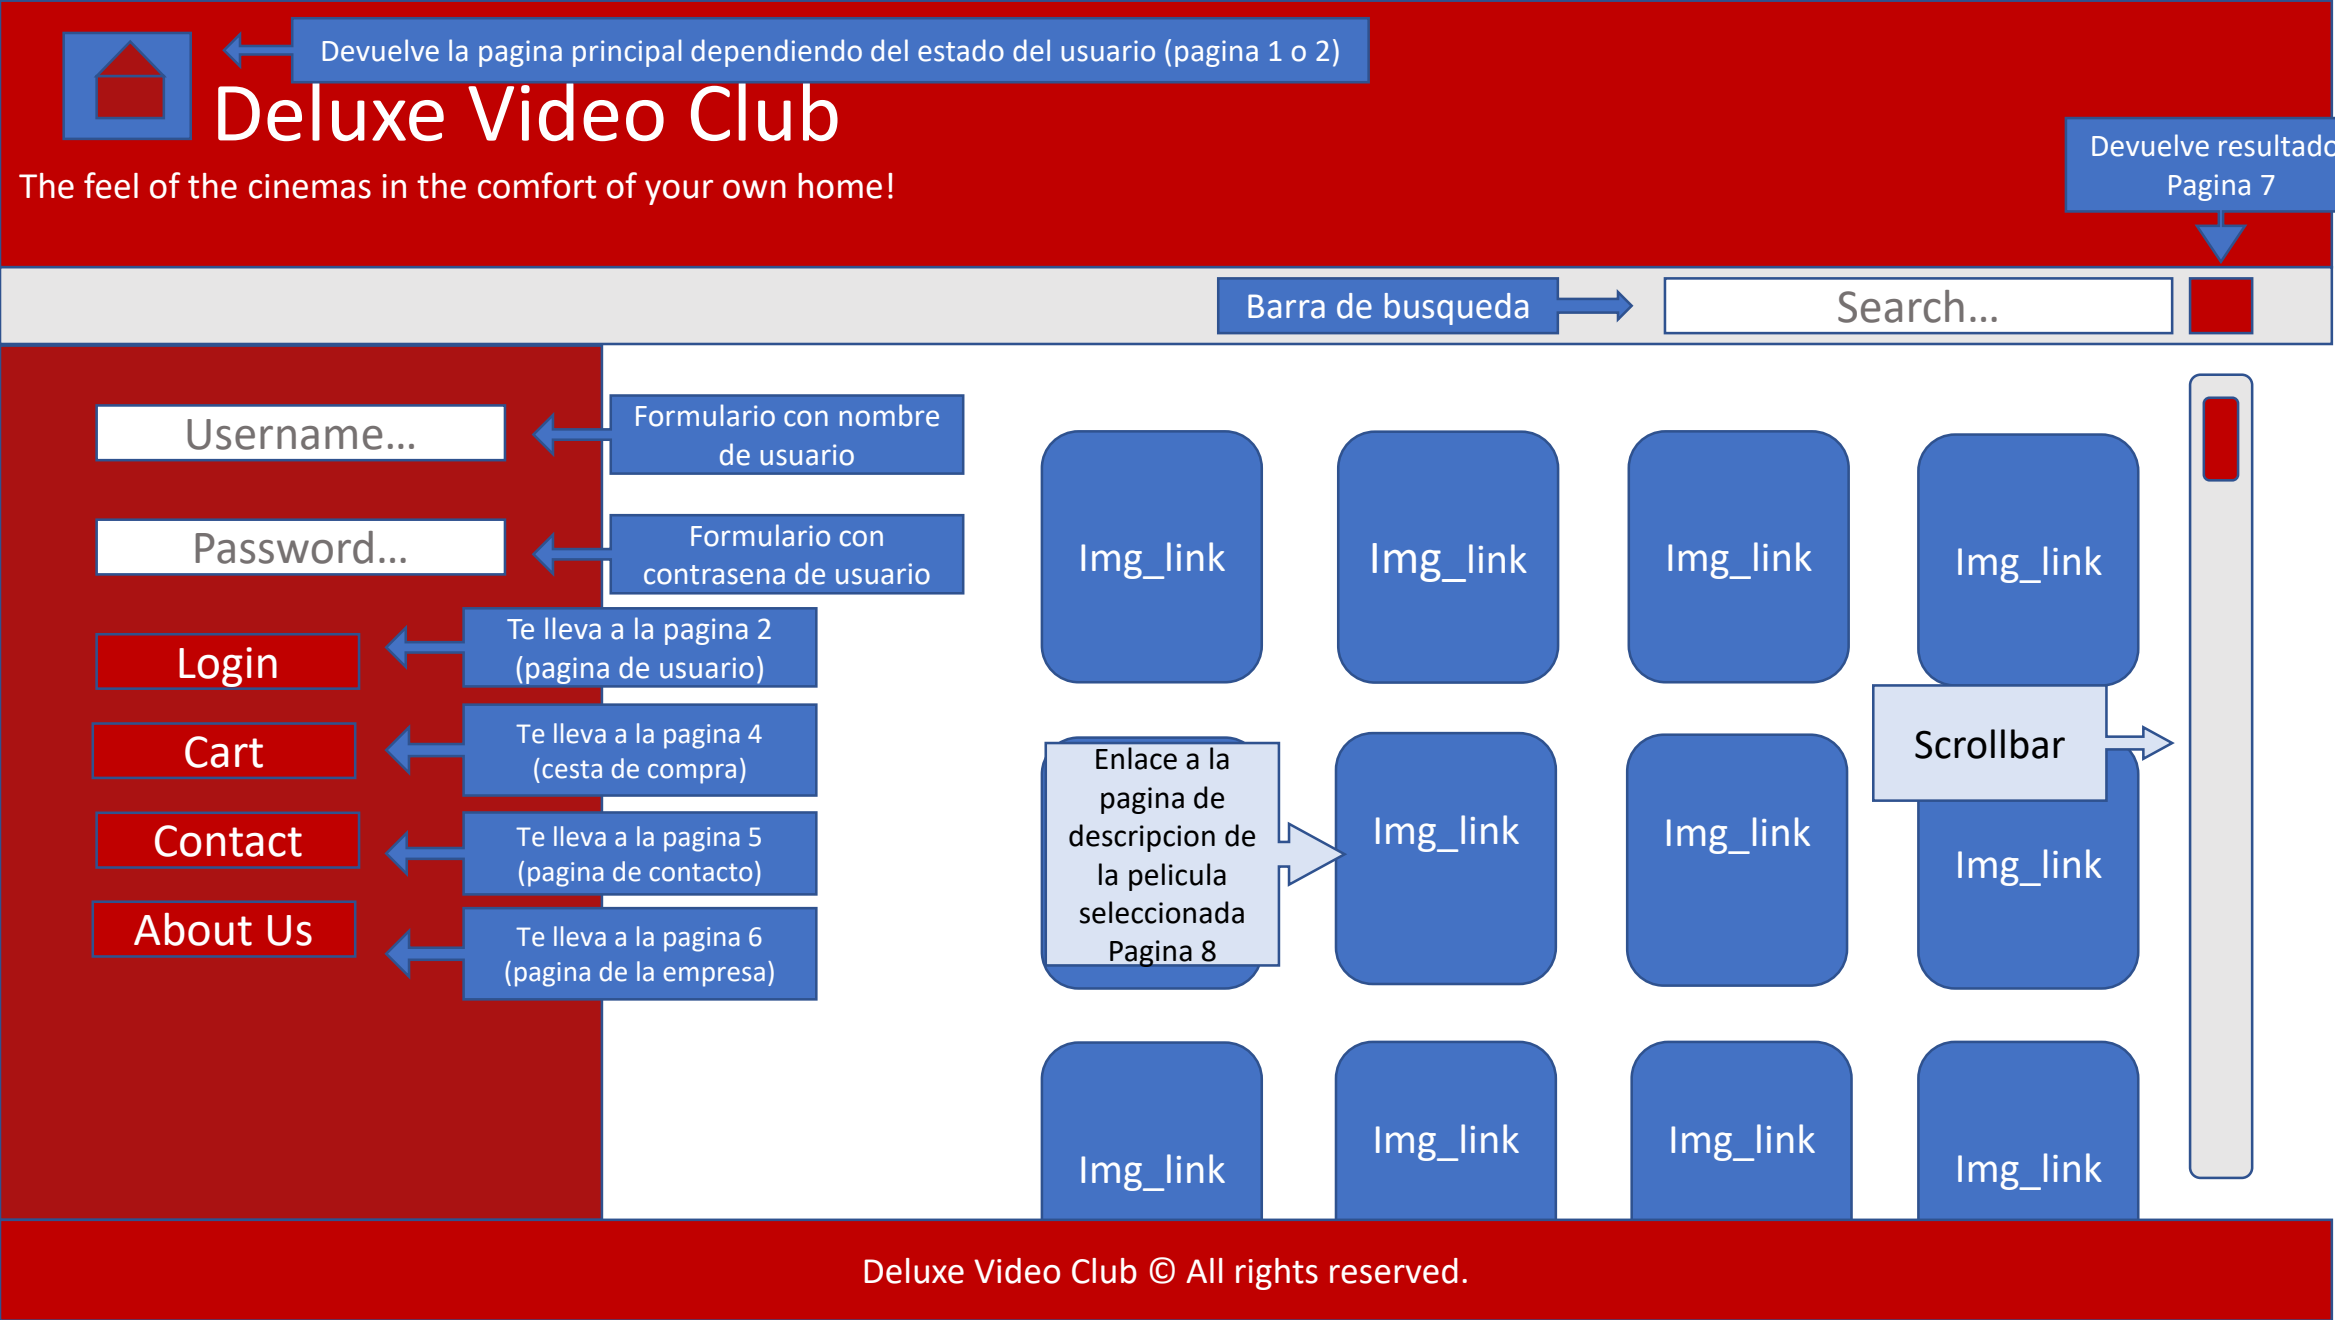 Devuelve la pagina principal dependiendo del estado del usuario (pagina 1 o 2)
Deluxe Video Club
The feel of the cinemas in the comfort of your own home!
Devuelve resultado
Pagina 7
Barra de busqueda
Search...
Username...
Formulario con nombre
de usuario
Password...
Formulario con
contrasena de usuario
Login
Te lleva a la pagina 2
(pagina de usuario)
Cart
Te lleva a la pagina 4
(cesta de compra)
Contact
Te lleva a la pagina 5
(pagina de contacto)
About Us
Te lleva a la pagina 6
(pagina de la empresa)
Img_link
Img_link
Img_link
Img_link
Enlace a la
pagina de
descripcion de
la pelicula
seleccionada
Pagina 8
Img_link
Img_link
Scrollbar
Img_link
Img_link
Img_link
Img_link
Img_link
Deluxe Video Club © All rights reserved.